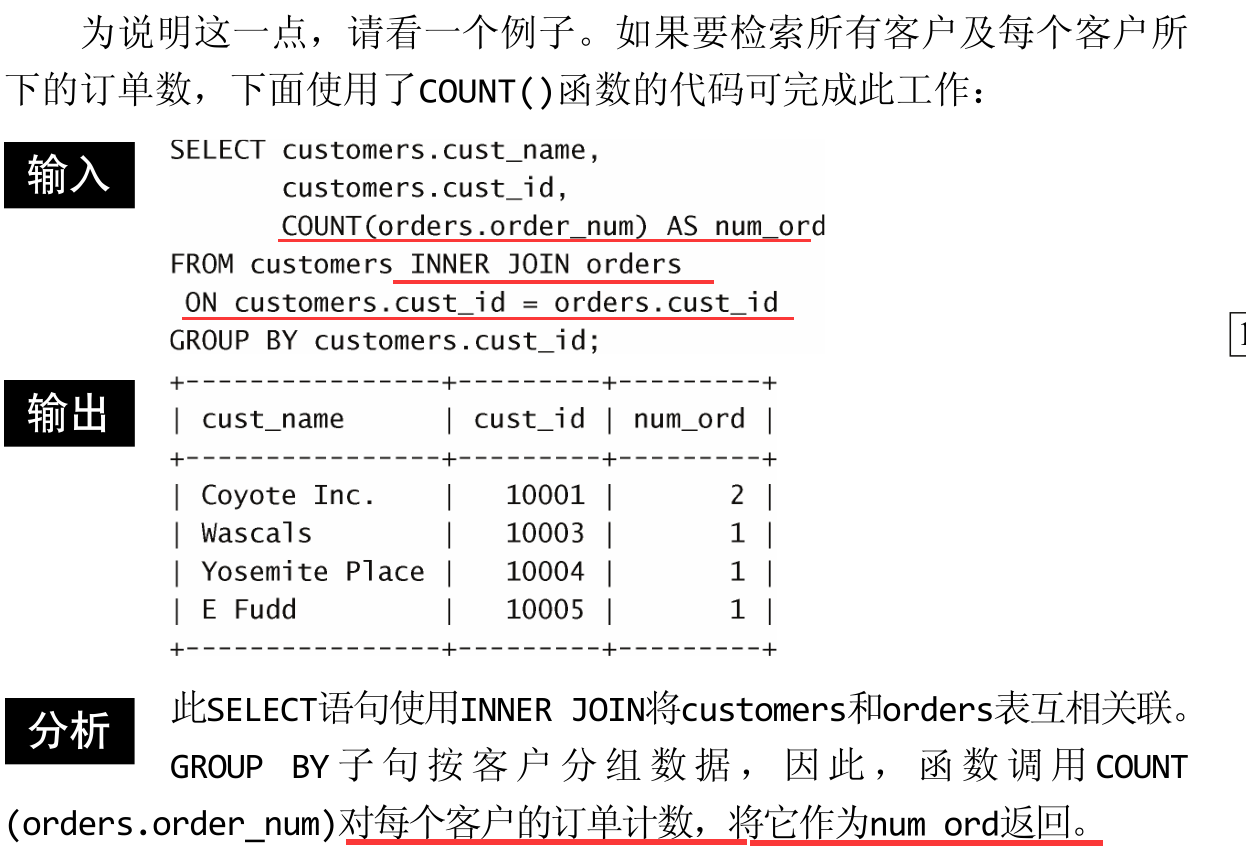 为说明这一点，请看一个例子。如果要检索所有客户及每个客户所
下的订单数，下面使用了COUNT()函数的代码可完成此工作：
输入
SELECT customers.cust_name,
customers.cust_id,
COUNT(orders.order_num) AS num_ord
FROM customers INNER JOIN orders
ON customers.cust_id = orders.cust_id
GROUP BY customers.cust_id;
输出
+----------------+---------+---------+
| cust_name | cust_id | num_ord |
+----------------+---------+---------+
| Coyote Inc. | 10001 | 2 |
| Wascals | 10003 | 1 |
| Yosemite Place | 10004 | 1 |
| E Fudd | 10005 | 1 |
+----------------+---------+---------+
分析
此SELECT语句使用INNER JOIN将customers和orders表互相关联。
GROUP BY子句按客户分组数据，因此，函数调用COUNT
(orders.order_num)对每个客户的订单计数，将它作为num_ord返回。